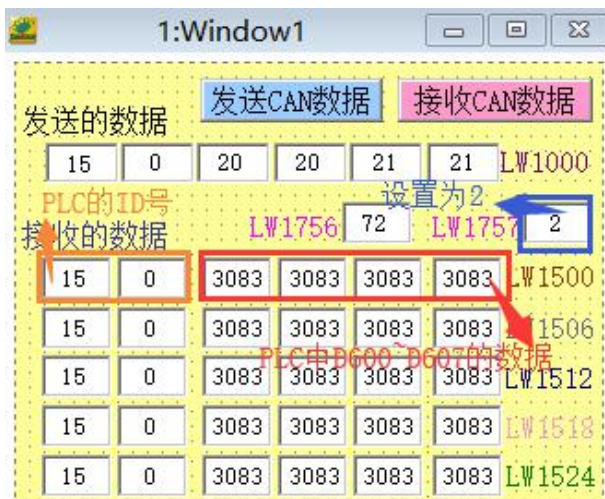 1:Window1
发送CAN数据 接收CAN数据
发送的数据
15 0 20 20 21 21 LW1000
PLC的ID号 设置为2
接收的数据 LW1756 72 LW1757 2
15 0 3083 3083 3083 3083 LW1500
15 0 3083 3083 3083 3083 LW1506
PLC中D600~D607的数据
15 0 3083 3083 3083 3083 LW1512
15 0 3083 3083 3083 3083 LW1518
15 0 3083 3083 3083 3083 LW1524